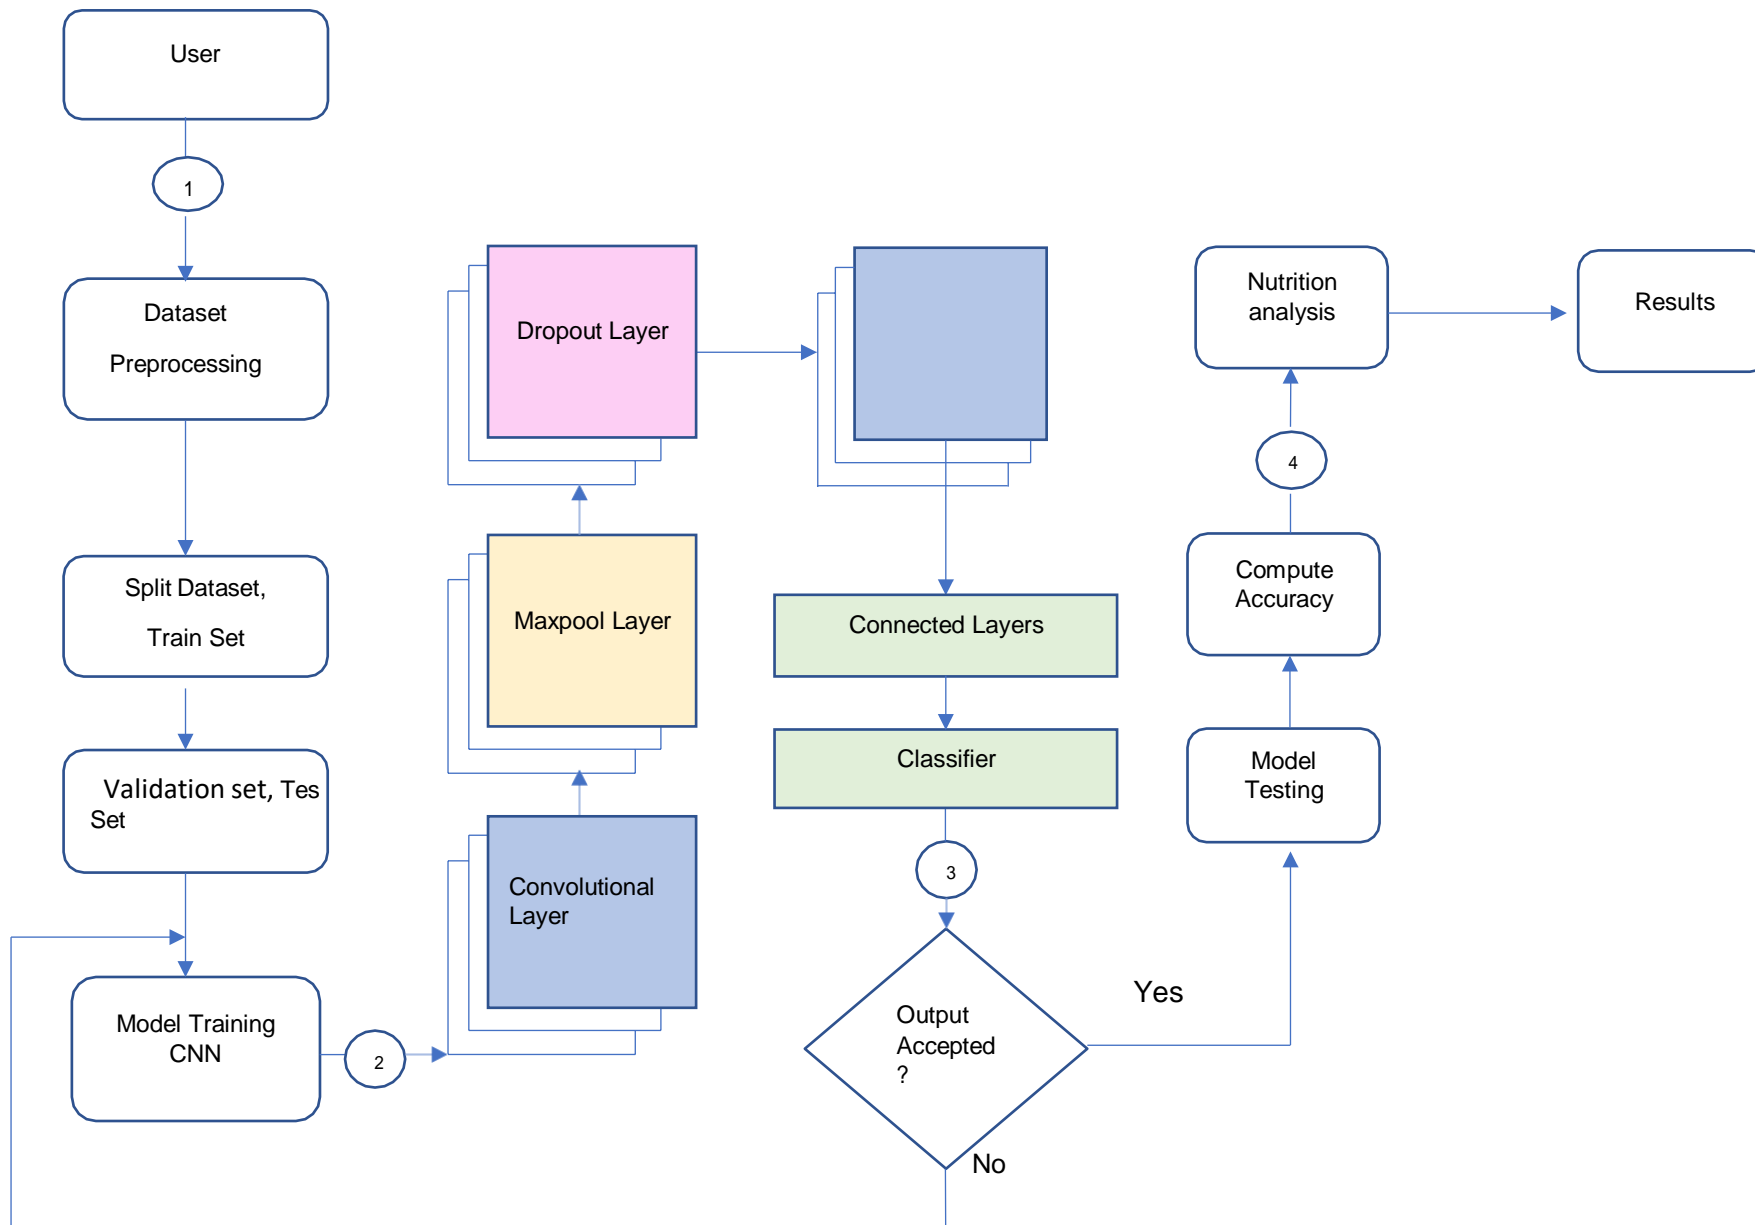 User
1
Dataset
Preprocessing
Split Dataset,
Train Set
Validation set, Tes
Set
Model Training
CNN
2
Convolutional
Layer
Maxpool Layer
Dropout Layer
Connected Layers
Classifier
3
Output
Accepted
?
Yes
No
Model
Testing
Compute
Accuracy
4
Nutrition
analysis
Results